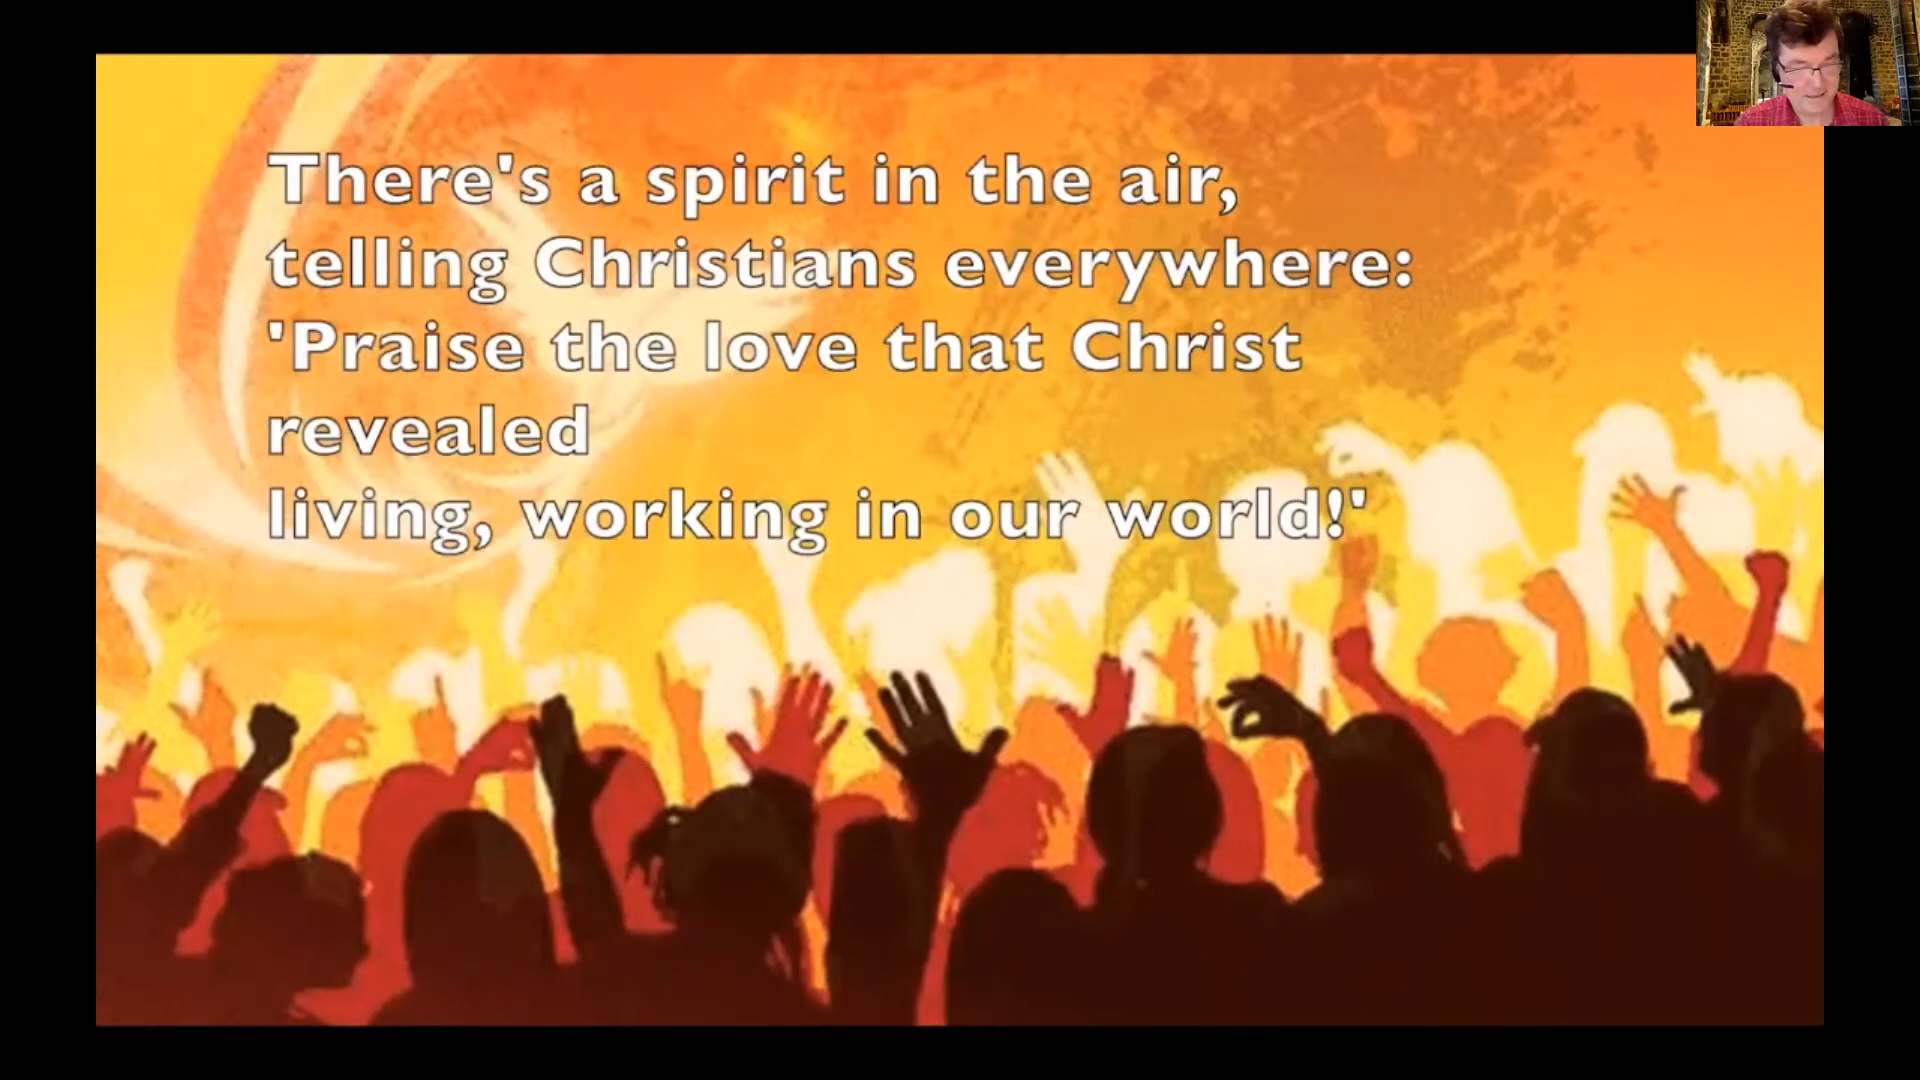 There's a spirit in the air,
telling Christians everywhere:
'Praise the love that Christ
revealed
living, working in our world!'